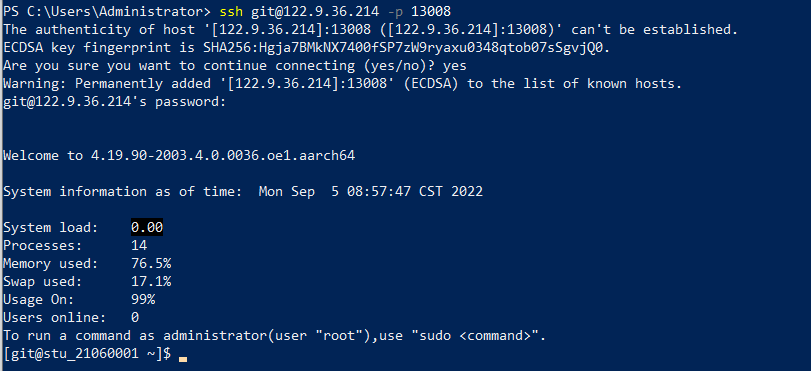 PS C:\Users\Administrator> ssh git@122.9.36.214 -p 13008
The authenticity of host '[122.9.36.214]:13008 ([122.9.36.214]:13008)' can't be established.
ECDSA key fingerprint is SHA256:Hgja7BMkNX7400fSP7zW9ryaxu0348qtob07sSgvjQ0.
Are you sure you want to continue connecting (yes/no)? yes
Warning: Permanently added '[122.9.36.214]:13008' (ECDSA) to the list of known hosts.
git@122.9.36.214's password:
Welcome to 4.19.90-2003.4.0.0036.oe1.aarch64
System information as of time:  Mon Sep  5 08:57:47 CST 2022
System load:    0.00
Processes:      14
Memory used:    76.5%
Swap used:      17.1%
Usage On:       99%
Users online:   0
To run a command as administrator(user "root"),use "sudo <command>".
[git@stu_21060001 ~]$